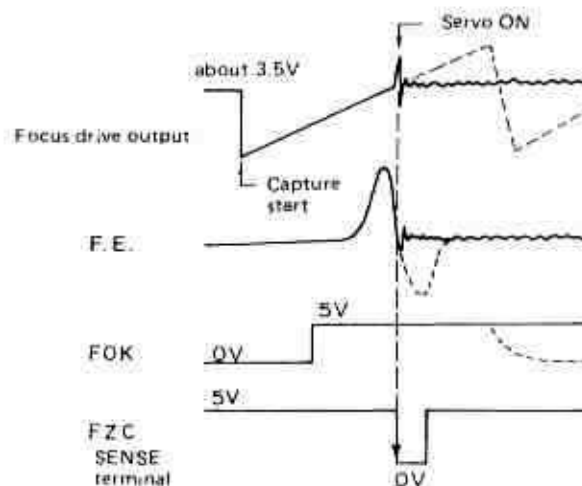 Servo ON
about 3.5V
Focus drive output
Capture
start
F.E.
5V
FOK
0V
5V
FZC
SENSE
terminal
0V